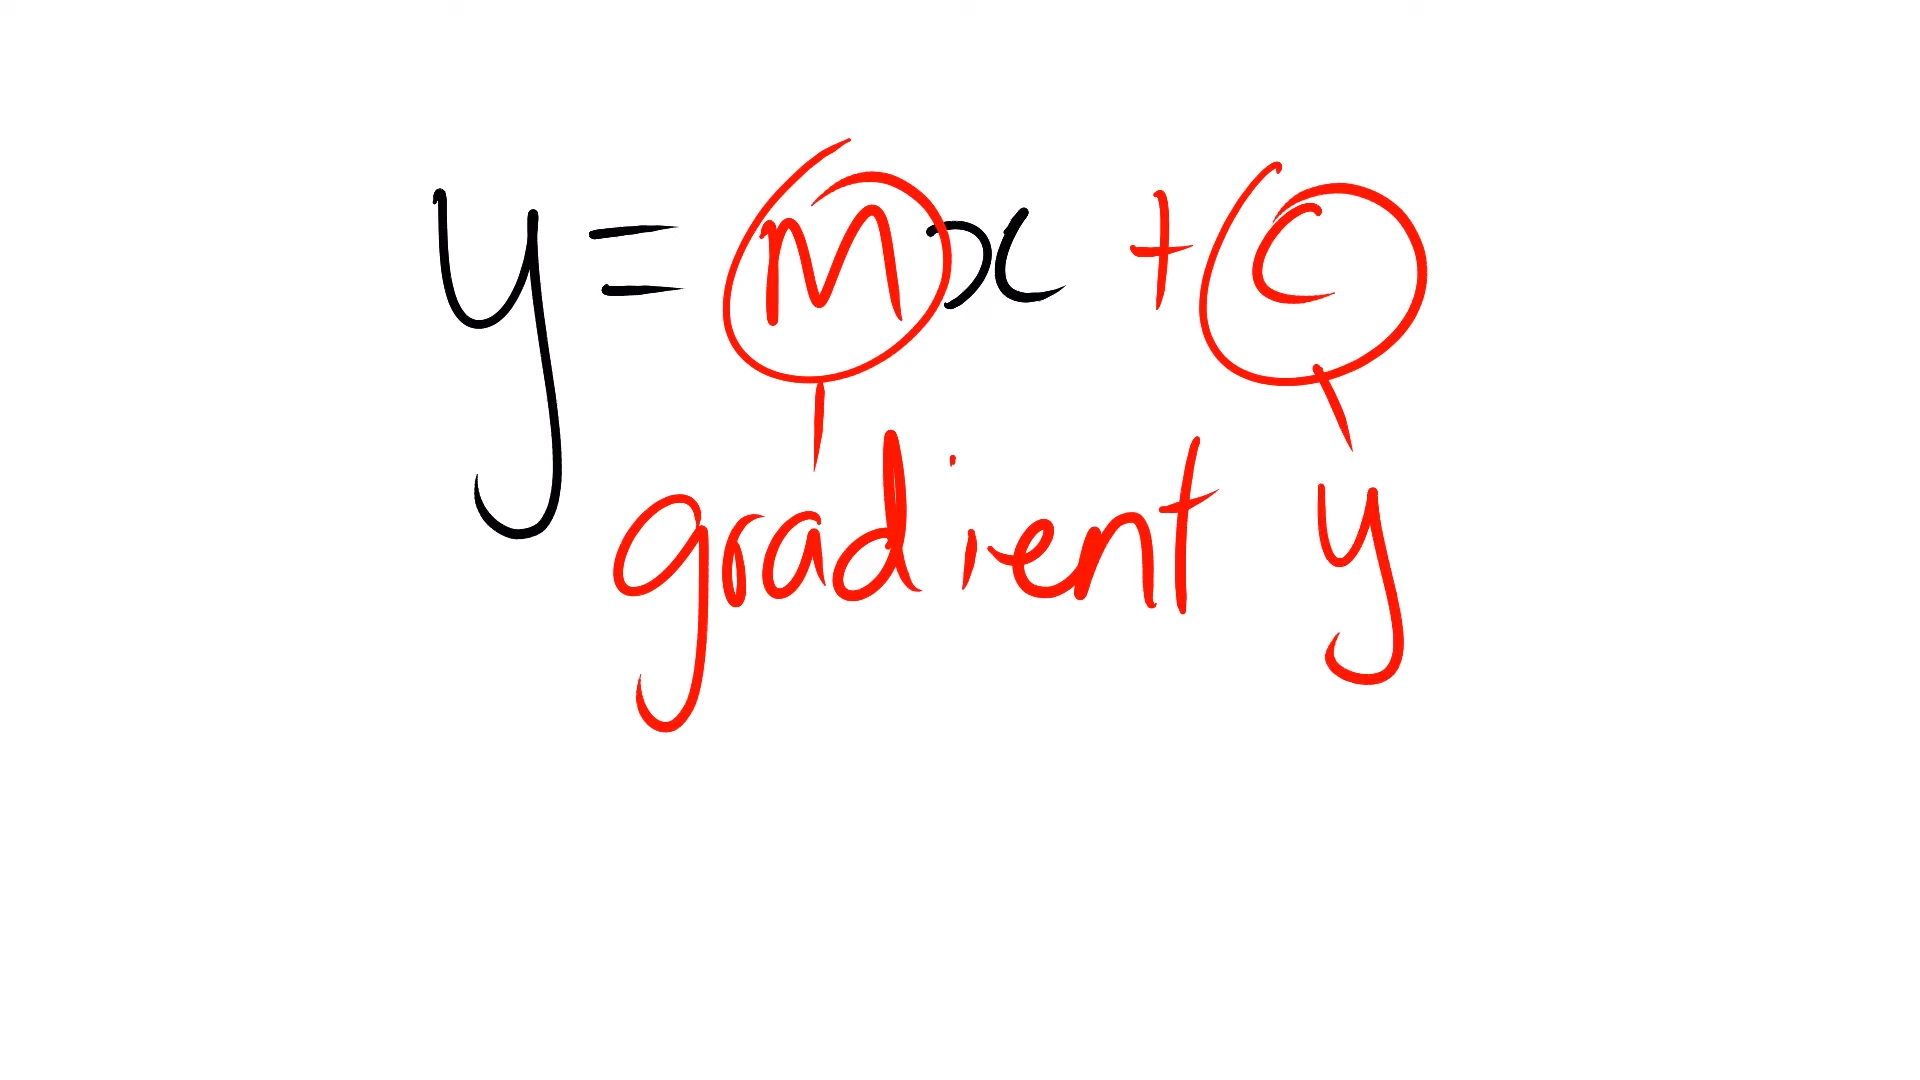 y = mx + c
gradient y